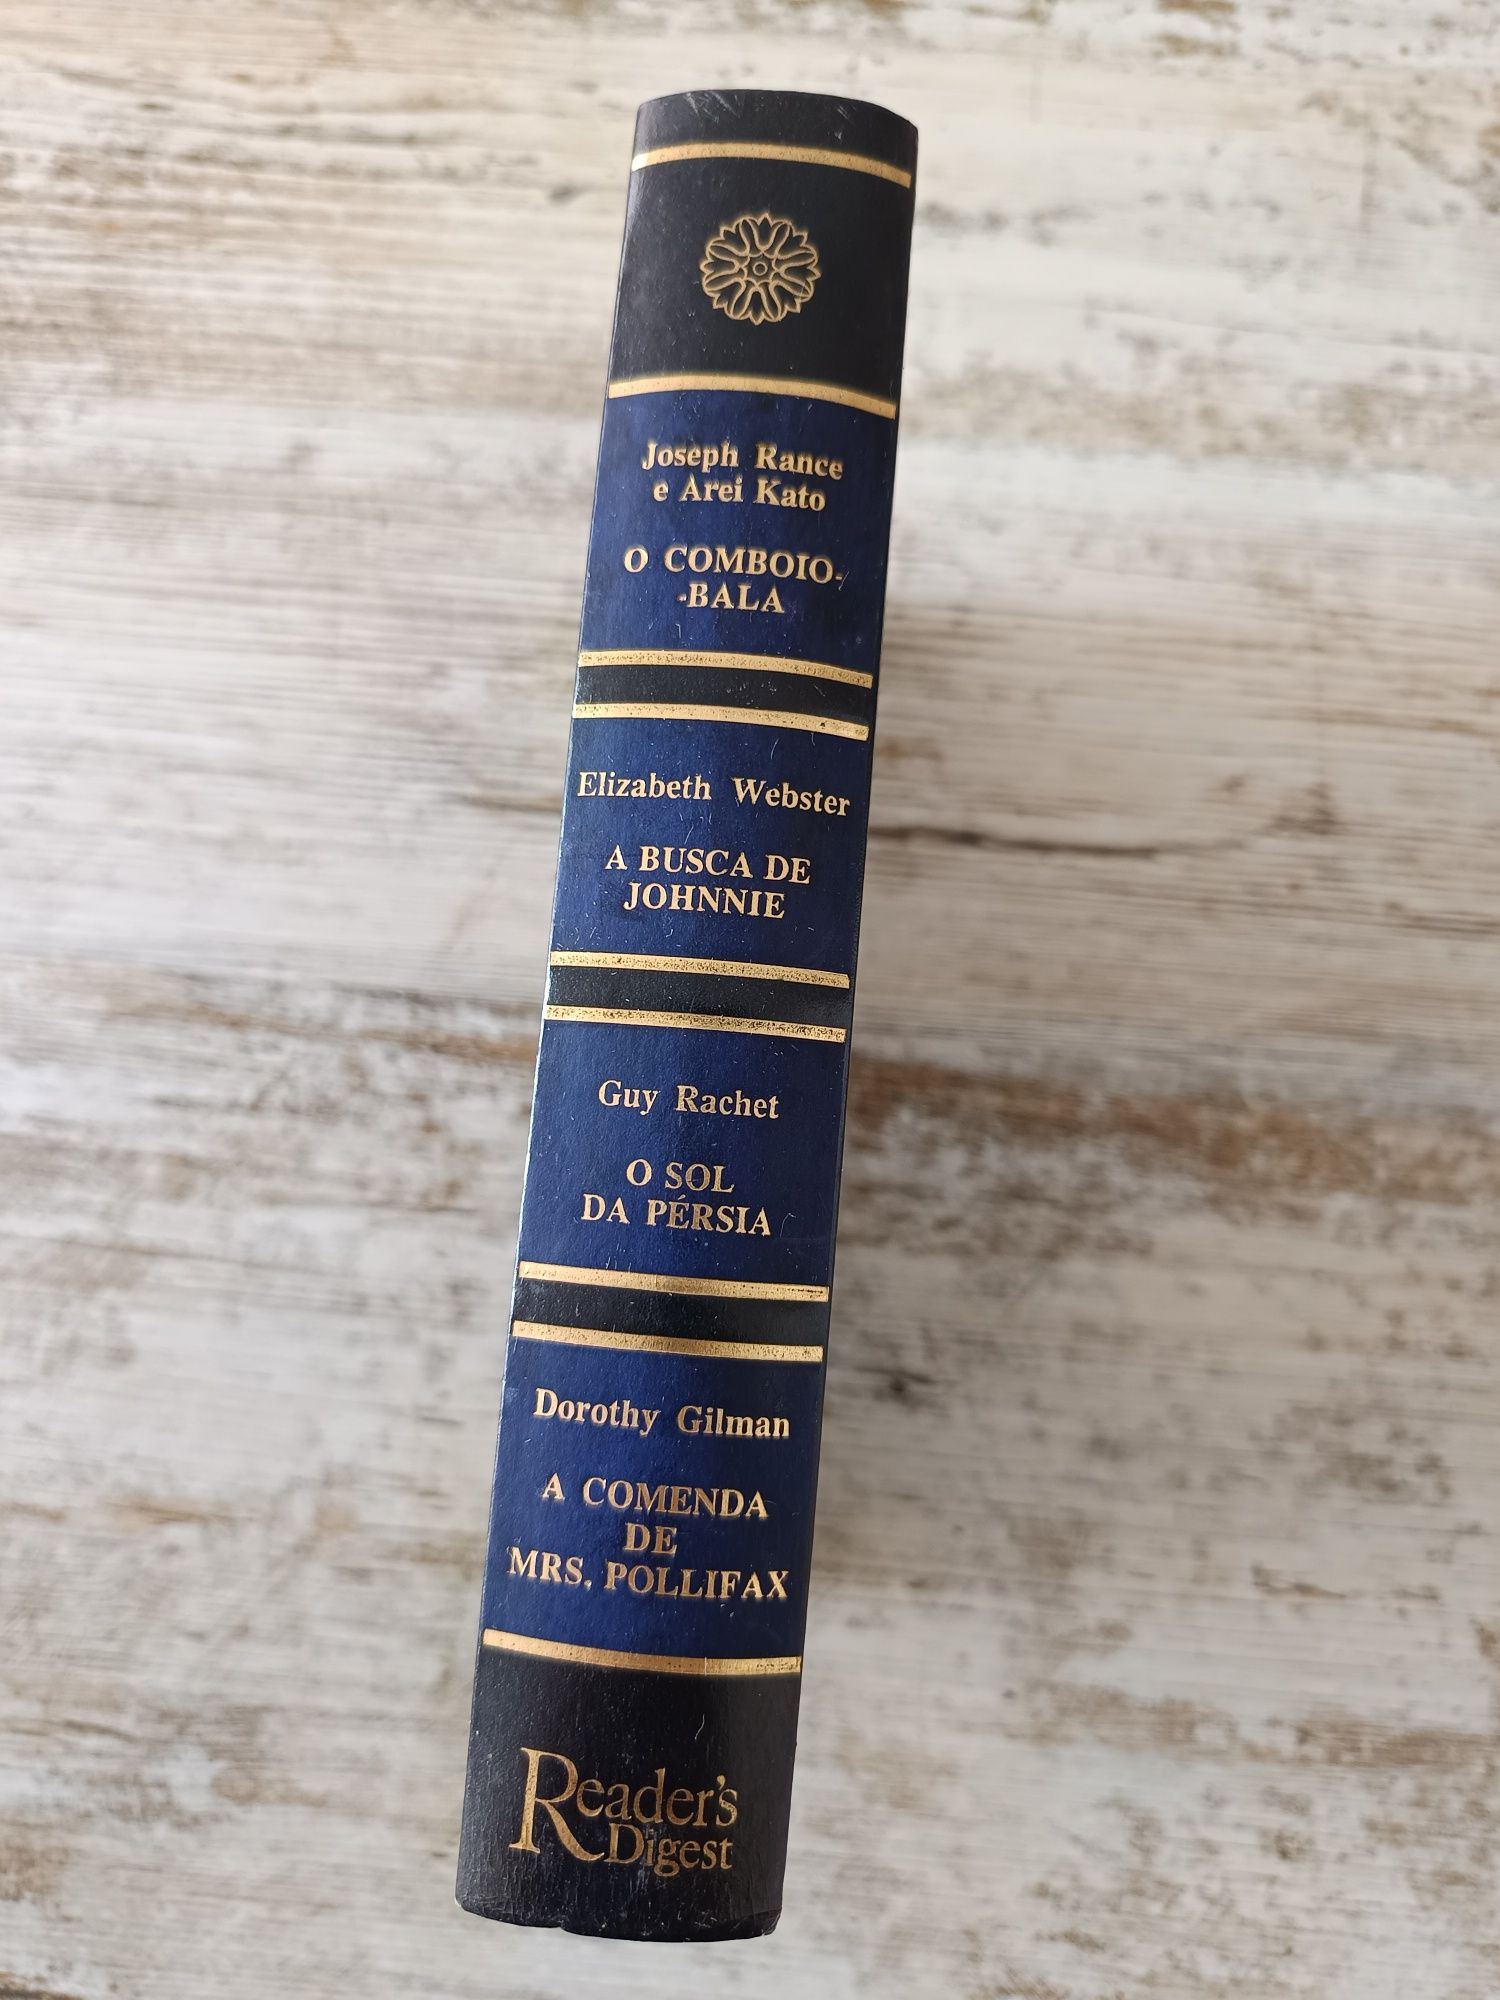 Joseph Rance
e Arei Kato
O COMBOIO-
-BALA
Elizabeth Webster
A BUSCA DE
JOHNNIE
Guy Rachet
O SOL
DA PÉRSIA
Dorothy Gilman
A COMENDA
DE
MRS. POLLIFAX
Reader's
Digest